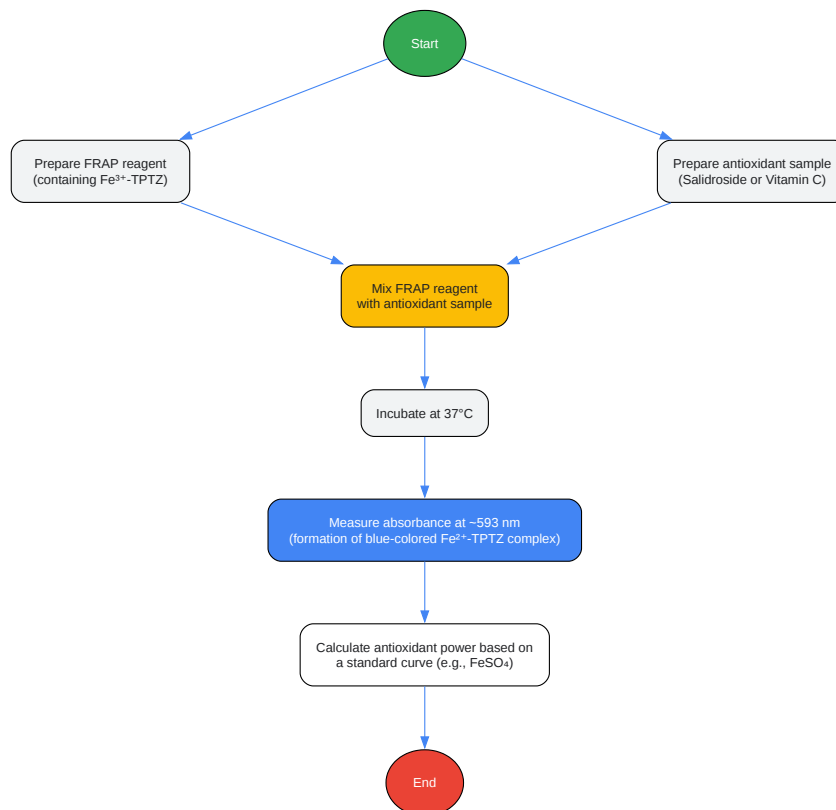 Start
Prepare FRAP reagent
(containing Fe³⁺-TPTZ)
Prepare antioxidant sample
(Salidroside or Vitamin C)
Mix FRAP reagent
with antioxidant sample
Incubate at 37°C
Measure absorbance at ~593 nm
(formation of blue-colored Fe²⁺-TPTZ complex)
Calculate antioxidant power based on
a standard curve (e.g., FeSO₄)
End